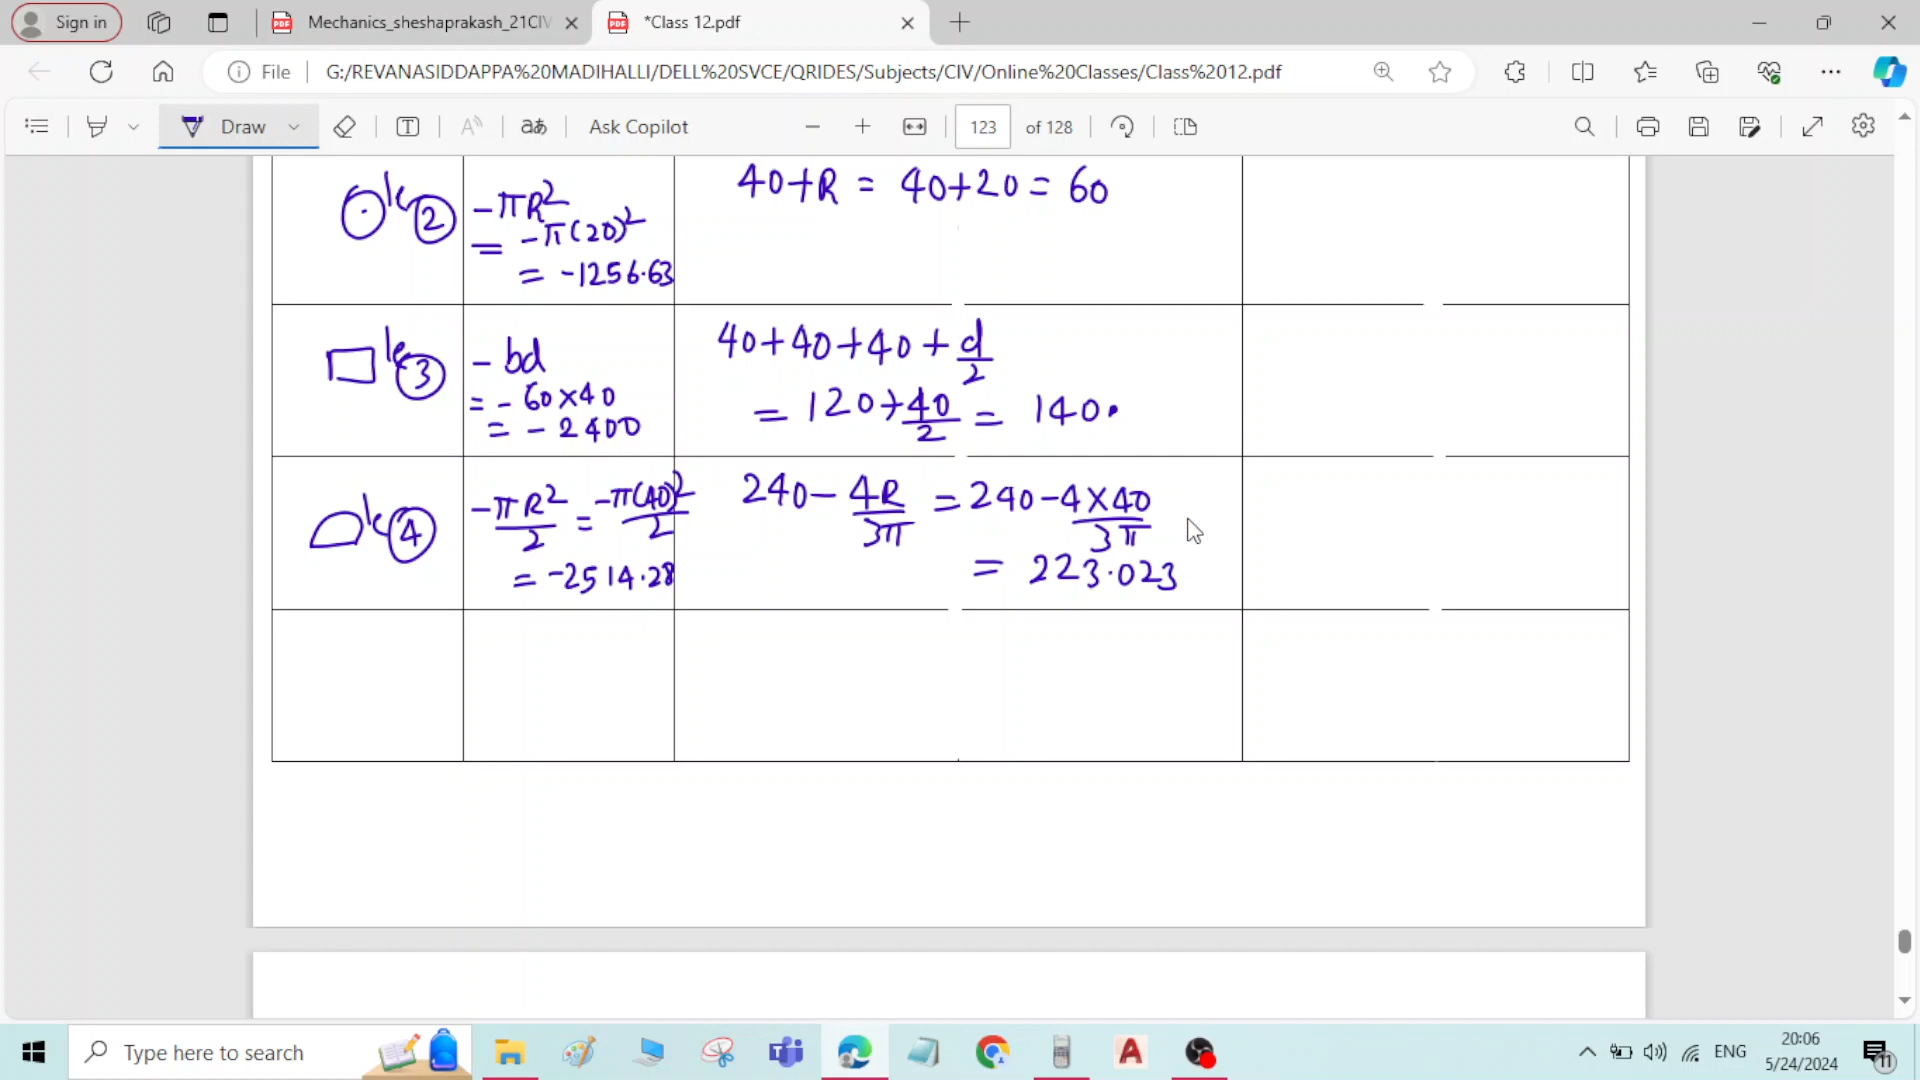 Sign in
Mechanics_sheshaprakash_21CIV
*Class 12.pdf
File
G:/REVANASIDDAPPA%20MADIHALLI/DELL%20SVCE/QRIDES/Subjects/CIV/Online%20Classes/Class%2012.pdf
Draw
Ask Copilot
123 of 128
②
-πR²
= -π(20)²
= -1256.63
40+R = 40+20 = 60
③
- bd
= - 60×40
= - 2400
40+40+40 + d/2
= 120+40/2 = 140.
④
-πR²/2 = -π(40)²/2
= -2514.28
240 - 4R/3π = 240 - 4×40/3π
= 223.023
Type here to search
ENG
20:06
5/24/2024
11